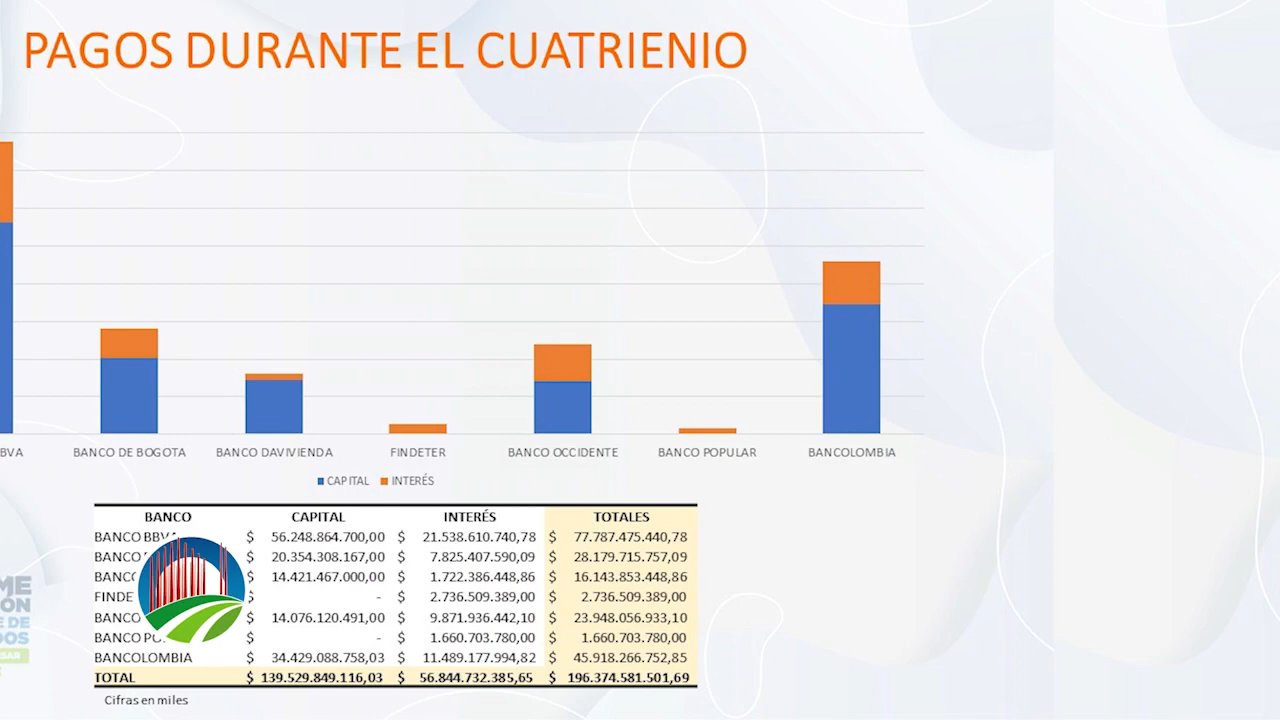 PAGOS DURANTE EL CUATRIENIO
BVA BANCO DE BOGOTA BANCO DAVIVIENDA FINDETER BANCO OCCIDENTE BANCO POPULAR BANCOLOMBIA
CAPITAL INTERÉS
BANCO CAPITAL INTERÉS TOTALES
BANCO BBVA $ 56.248.864.700,00 $ 21.538.610.740,78 $ 77.787.475.440,78
BANCO $ 20.354.308.167,00 $ 7.825.407.590,09 $ 28.179.715.757,09
BANCO $ 14.421.467.000,00 $ 1.722.386.448,86 $ 16.143.853.448,86
FINDE $ - $ 2.736.509.389,00 $ 2.736.509.389,00
BANCO $ 14.076.120.491,00 $ 9.871.936.442,10 $ 23.948.056.933,10
BANCO PO $ - $ 1.660.703.780,00 $ 1.660.703.780,00
BANCOLOMBIA $ 34.429.088.758,03 $ 11.489.177.994,82 $ 45.918.266.752,85
TOTAL $ 139.529.849.116,03 $ 56.844.732.385,65 $ 196.374.581.501,69
Cifras en miles
ME
ON
E DE
DOS
SAR